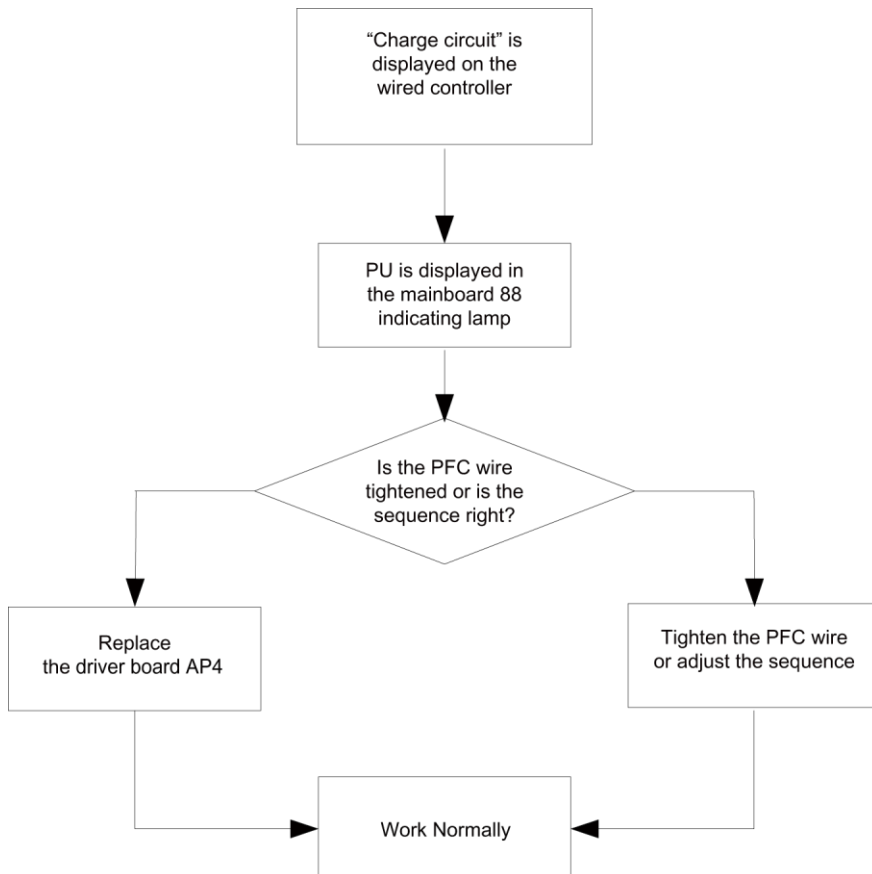 “Charge circuit” is
displayed on the
wired controller
PU is displayed in
the mainboard 88
indicating lamp
Is the PFC wire
tightened or is the
sequence right?
Replace
the driver board AP4
Tighten the PFC wire
or adjust the sequence
Work Normally